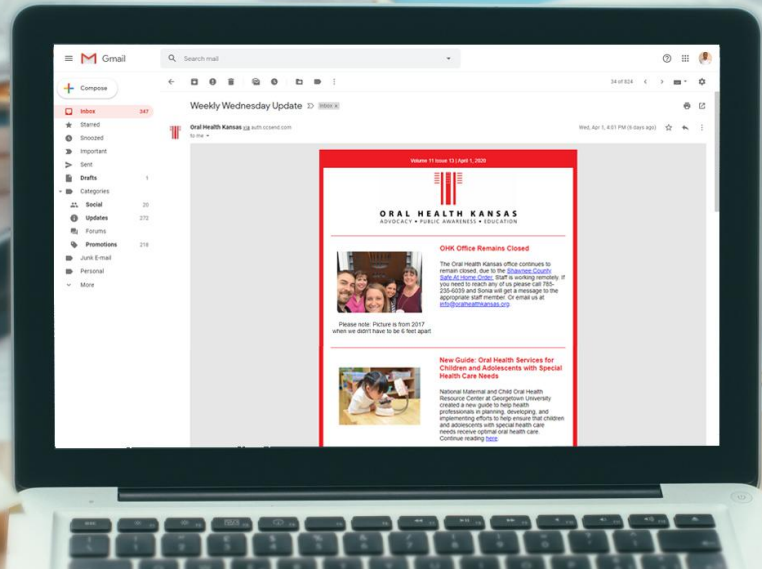 Gmail
Search mail
Compose
24 of 924
Inbox 347
Starred
Snoozed
Important
Sent
Drafts 1
Categories
Social 20
Updates 272
Forums
Promotions 218
Junk E-mail
Personal
More
Weekly Wednesday Update Inbox x
Oral Health Kansas via auth.ccsend.com
Wed, Apr 1, 4:01 PM (6 days ago)
to me
Volume 11 Issue 13 | April 1, 2020
ORAL HEALTH KANSAS
ADVOCACY • PUBLIC AWARENESS • EDUCATION
OHK Office Remains Closed
The Oral Health Kansas office continues to
remain closed, due to the Shawnee County
Safe At Home Order. Staff is working remotely. If
you need to reach any of us please call 785-
235-6039 and Sonia will get a message to the
appropriate staff member. Or email us at
info@oralhealthkansas.org.
Please note: Picture is from 2017
when we didn't have to be 6 feet apart
New Guide: Oral Health Services for
Children and Adolescents with Special
Health Care Needs
National Maternal and Child Oral Health
Resource Center at Georgetown University
created a new guide to help health
professionals in planning, developing, and
implementing efforts to help ensure that children
and adolescents with special health care
needs receive optimal oral health care.
Continue reading here.